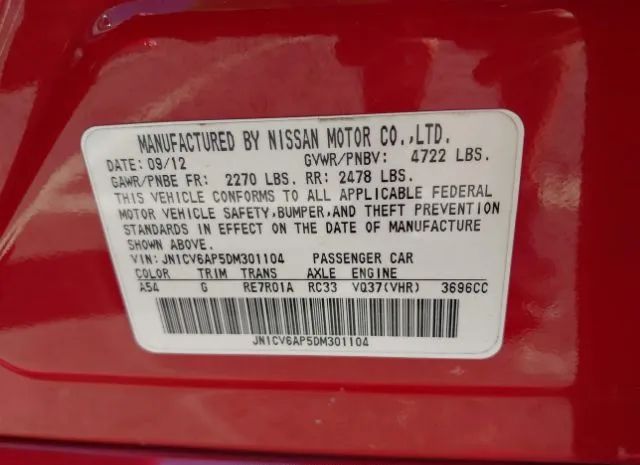 MANUFACTURED BY NISSAN MOTOR CO.,LTD.
DATE: 09/12 GVWR/PNBV: 4722 LBS.
GAWR/PNBE FR: 2270 LBS. RR: 2478 LBS.
THIS VEHICLE CONFORMS TO ALL APPLICABLE FEDERAL
MOTOR VEHICLE SAFETY,BUMPER,AND THEFT PREVENTION
STANDARDS IN EFFECT ON THE DATE OF MANUFACTURE
SHOWN ABOVE.
VIN: JN1CV6AP5DM301104 PASSENGER CAR
COLOR TRIM TRANS AXLE ENGINE
A54 G RE7R01A RC33 VQ37(VHR) 3696CC
JN1CV6AP5DM301104